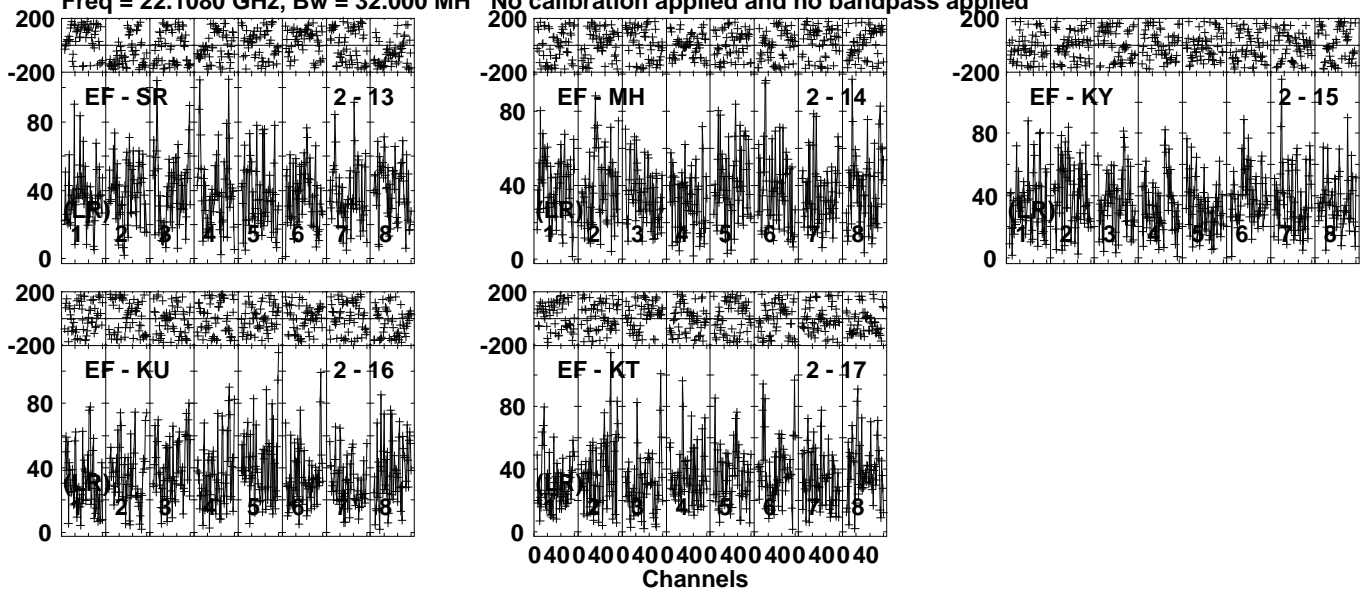 Freq = 22.1080 GHz, Bw = 32.000 MH No calibration applied and no bandpass applied
200
-200
EF - SR 2 - 13
80
40
0
(LR)
1 2 3 4 5 6 7 8
200
-200
EF - MH 2 - 14
80
40
0
(LR)
1 2 3 4 5 6 7 8
200
-200
EF - KY 2 - 15
80
40
0
(LR)
1 2 3 4 5 6 7 8
200
-200
EF - KU 2 - 16
80
40
0
(LR)
1 2 3 4 5 6 7 8
200
-200
EF - KT 2 - 17
80
40
0
(LR)
1 2 3 4 5 6 7 8
0 40 0 40 0 40 0 40 0 40 0 40 0 40 0 40
Channels